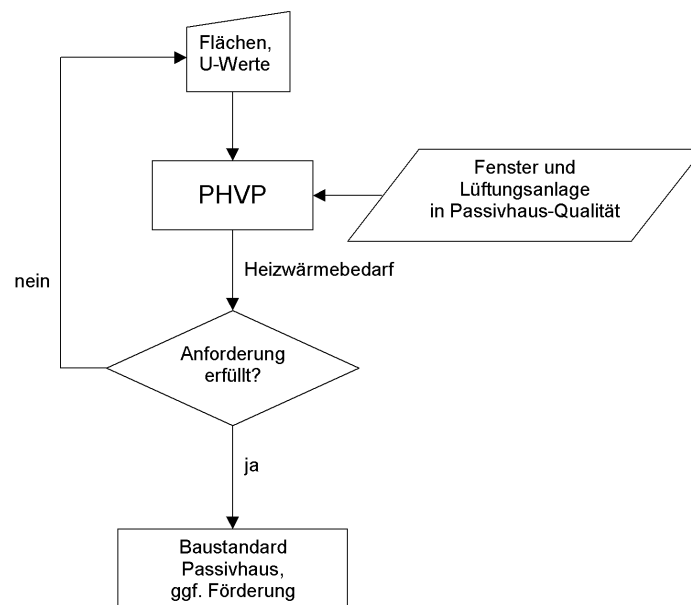 Flächen,
U-Werte
PHVP
Fenster und
Lüftungsanlage
in Passivhaus-Qualität
Heizwärmebedarf
nein
Anforderung
erfüllt?
ja
Baustandard
Passivhaus,
ggf. Förderung